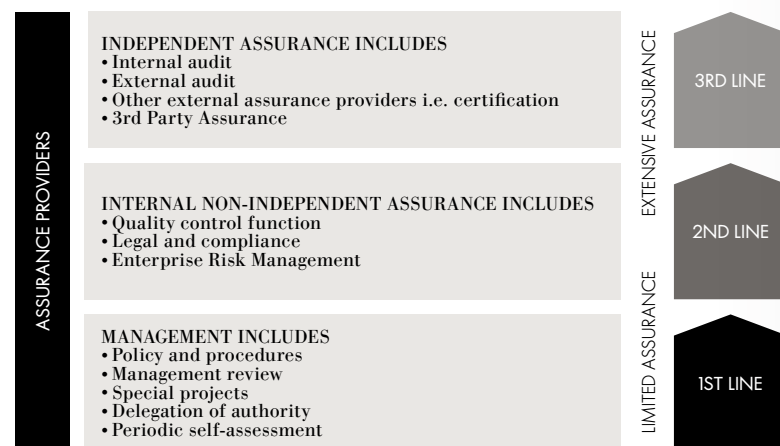 ASSURANCE PROVIDERS
INDEPENDENT ASSURANCE INCLUDES
• Internal audit
• External audit
• Other external assurance providers i.e. certification
• 3rd Party Assurance
EXTENSIVE ASSURANCE
3RD LINE
INTERNAL NON-INDEPENDENT ASSURANCE INCLUDES
• Quality control function
• Legal and compliance
• Enterprise Risk Management
2ND LINE
MANAGEMENT INCLUDES
• Policy and procedures
• Management review
• Special projects
• Delegation of authority
• Periodic self-assessment
LIMITED ASSURANCE
1ST LINE